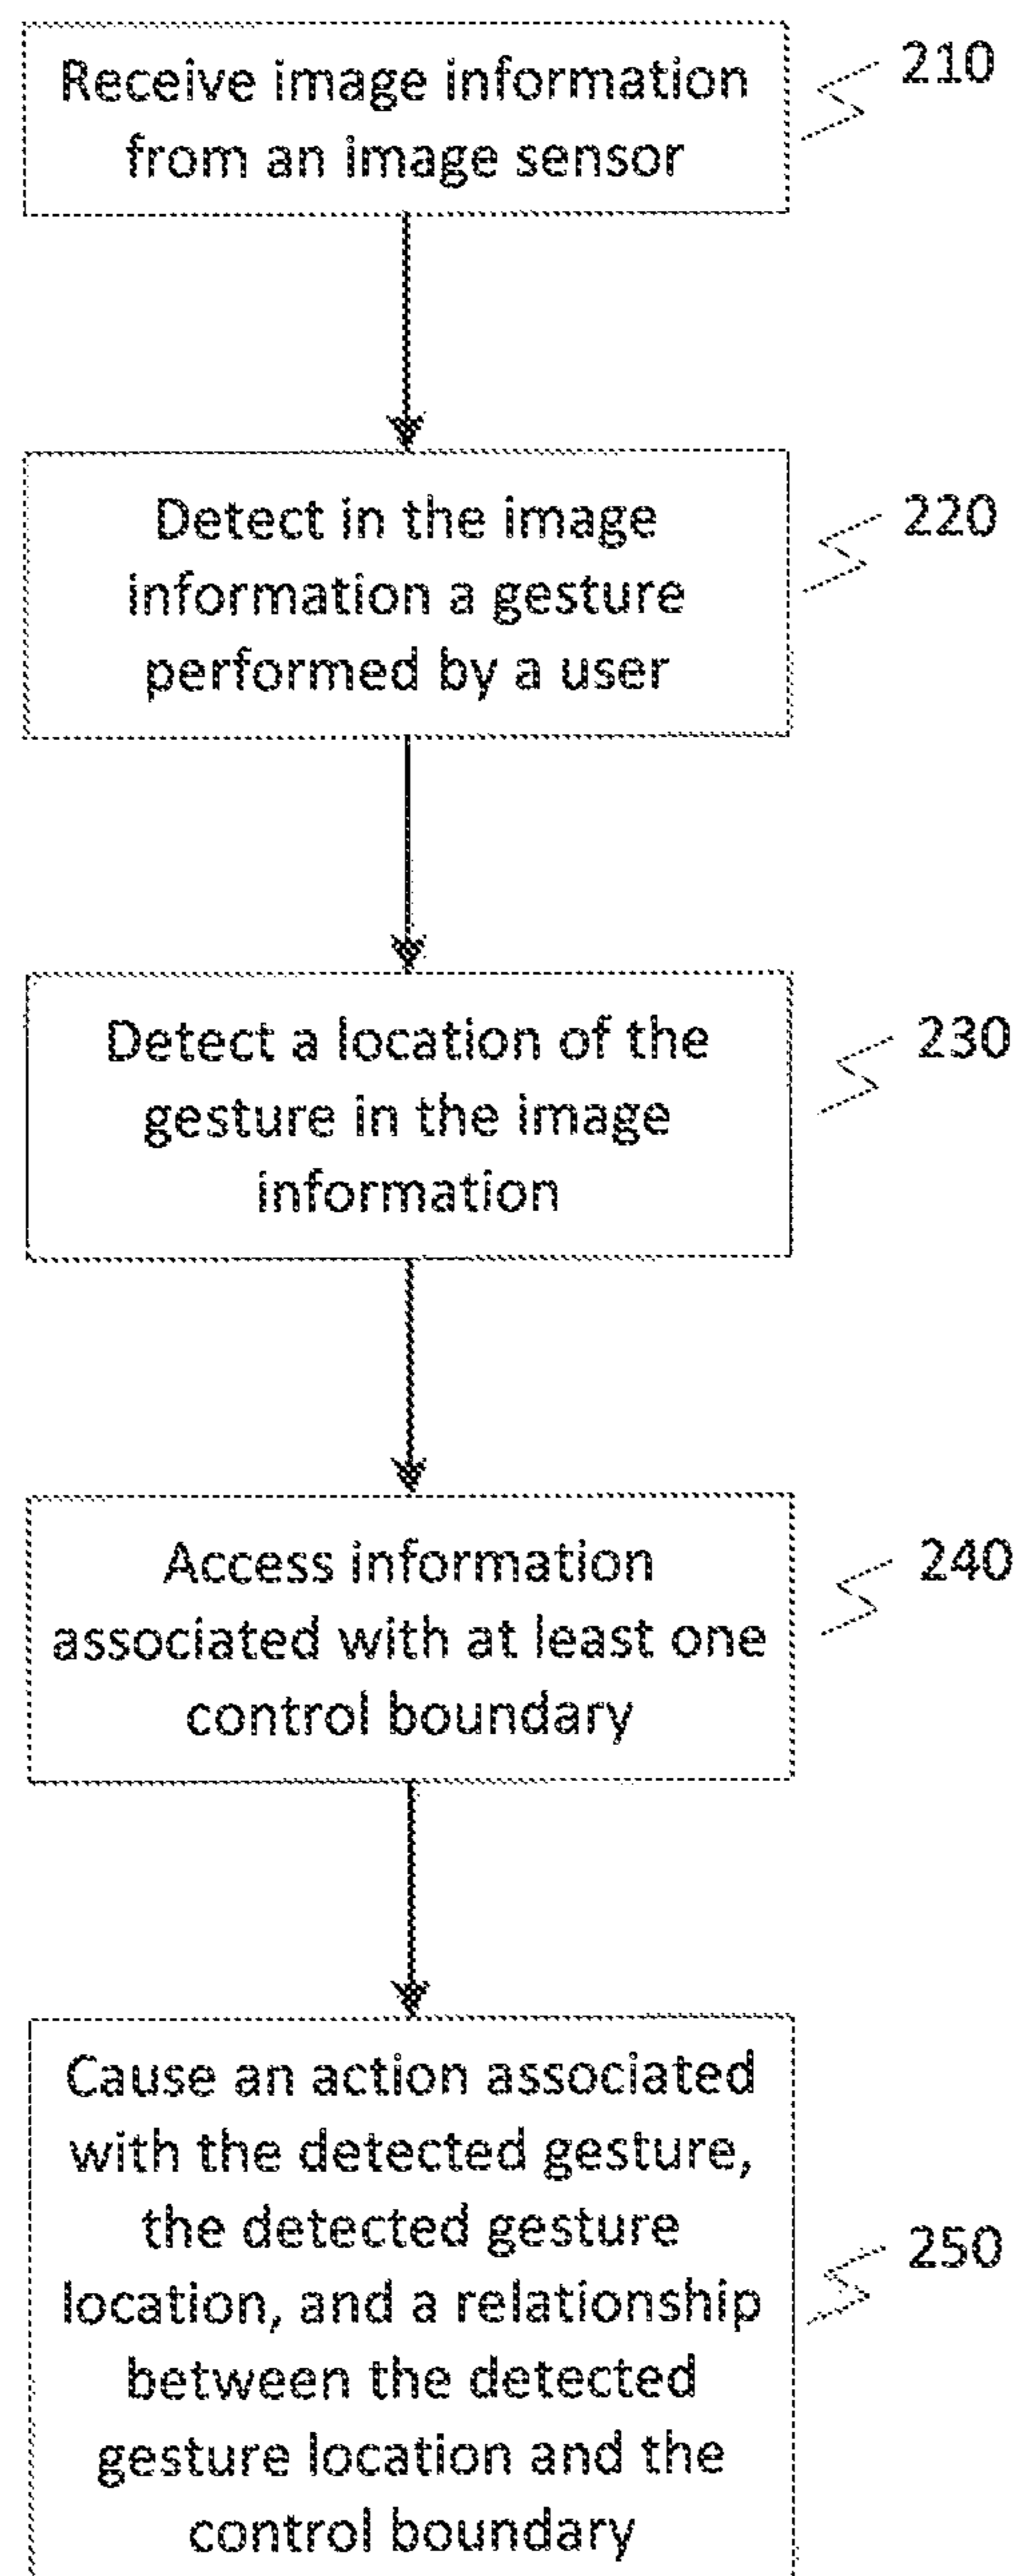 Receive image information
from an image sensor
210
Detect in the image
information a gesture
performed by a user
220
Detect a location of the
gesture in the image
information
230
Access information
associated with at least one
control boundary
240
Cause an action associated
with the detected gesture,
the detected gesture
location, and a relationship
between the detected
gesture location and the
control boundary
250